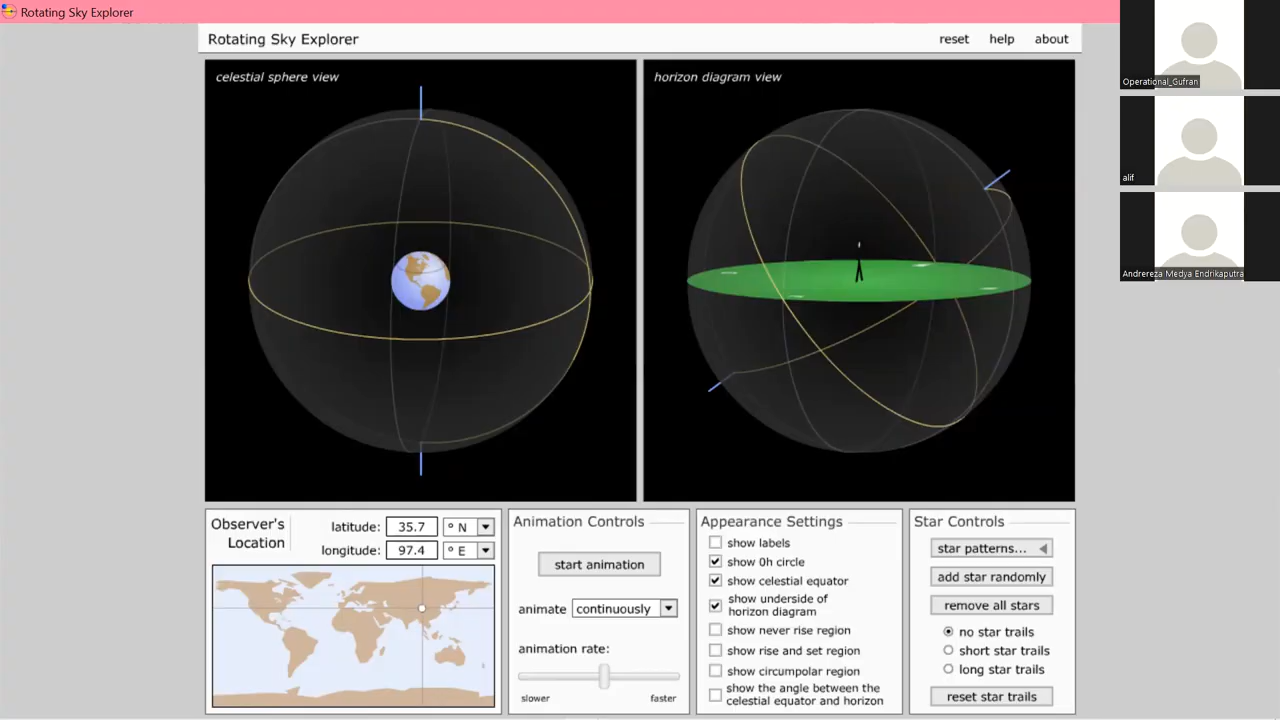 Rotating Sky Explorer
Rotating Sky Explorer
reset
help
about
celestial sphere view
horizon diagram view
Operational_Gufran
alif
Andrereza Medya Endrikaputra
Observer's
Location
latitude: 35.7 ° N
longitude: 97.4 ° E
Animation Controls
start animation
animate continuously
animation rate:
slower
faster
Appearance Settings
show labels
show 0h circle
show celestial equator
show underside of
horizon diagram
show never rise region
show rise and set region
show circumpolar region
show the angle between the
celestial equator and horizon
Star Controls
star patterns...
add star randomly
remove all stars
no star trails
short star trails
long star trails
reset star trails